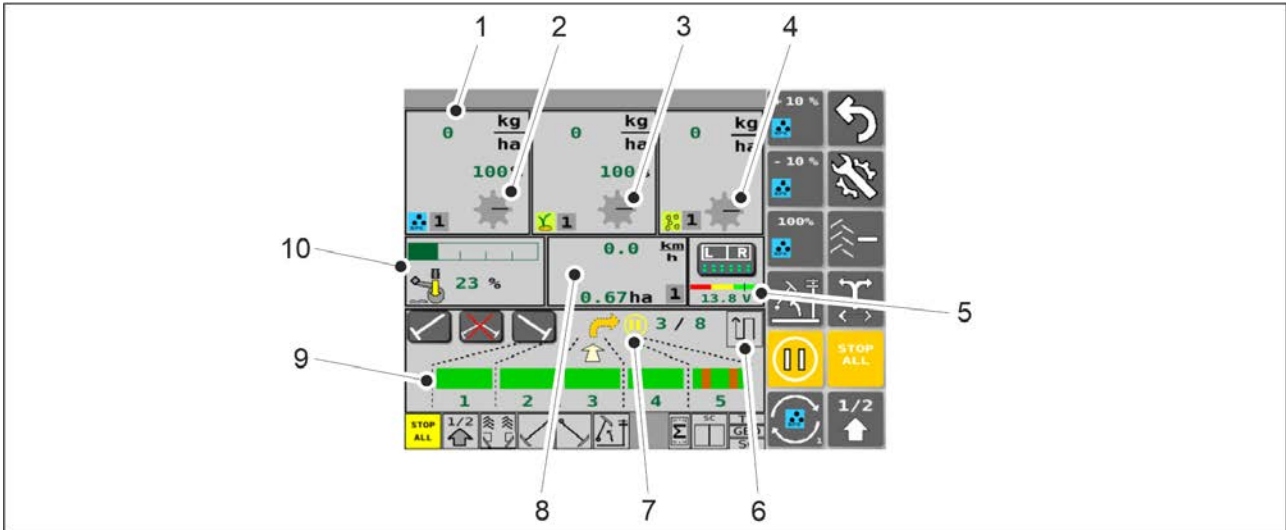 1 2 3 4
0 kg ha
100%
1
0 kg ha
100
1
0 kg ha
1
+ 10 %
- 10 %
100%
23 %
0.0 km h
0.67ha 1
L R
13.8 V
10
5
3 / 8
STOP ALL
9
1 2 3 4 5
STOP ALL
1/2
Σ
SC
1
1/2
8 7 6